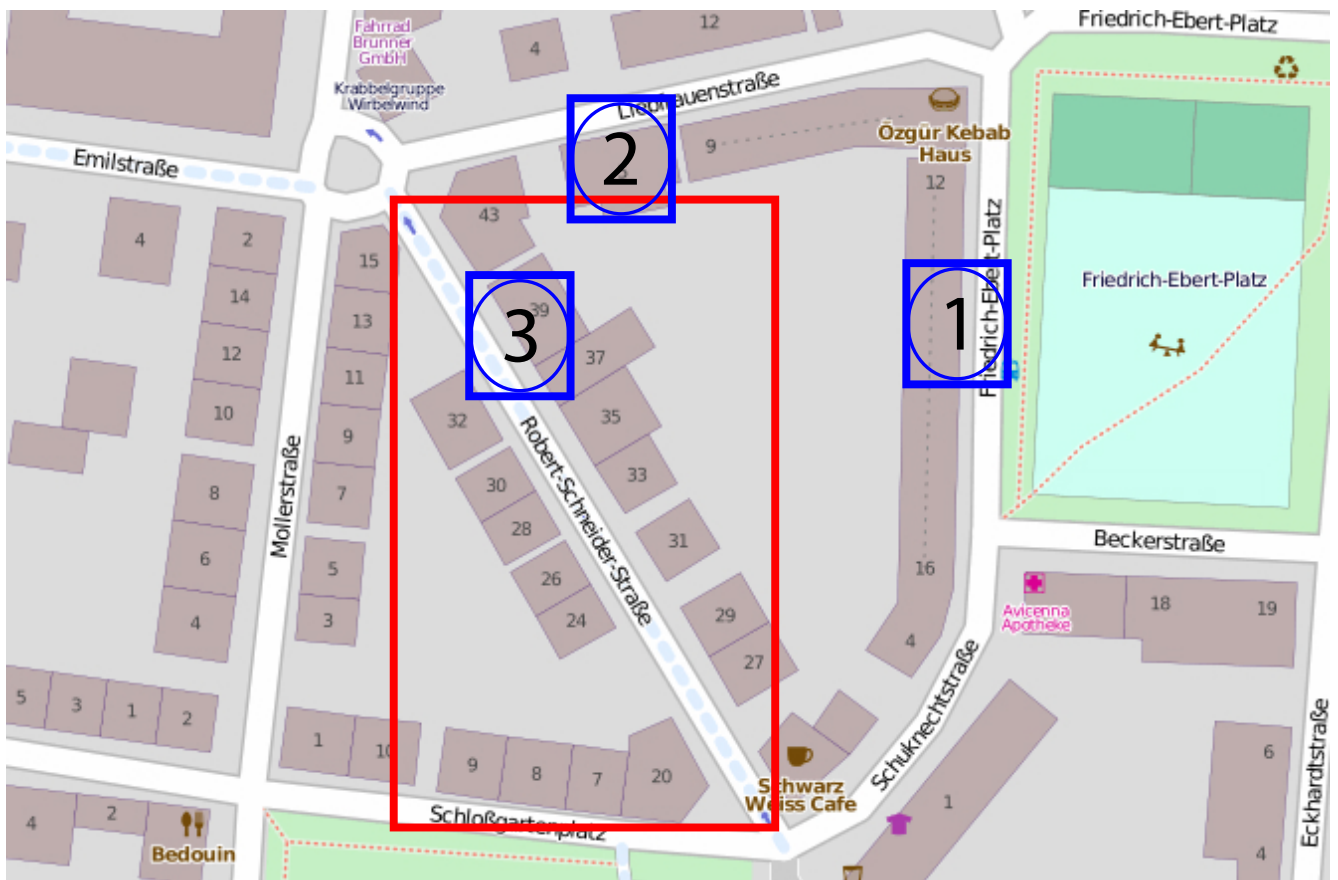 Friedrich-Ebert-Platz
12
Fahrrad
Brunner
GmbH
4
Krabbelgruppe
Wirbelwind
Liebfrauenstraße
Özgür Kebab
Haus
9
2
Emilstraße
12
43
4
2
15
14
13
39
3
37
1
Friedrich-Ebert-Platz
Friedrich-Ebert-Platz
12
11
10
32
35
9
33
Robert-Schneider-Straße
30
8
7
28
31
Mollerstraße
Beckerstraße
6
5
26
16
Avicenna
Apotheke
18
19
4
3
24
29
4
27
5
3
1
2
1
10
9
8
7
20
Schuknechtstraße
Schwarz
Weiss Cafe
6
Eckhardtstraße
1
4
2
Schloßgartenplatz
Bedouin
4